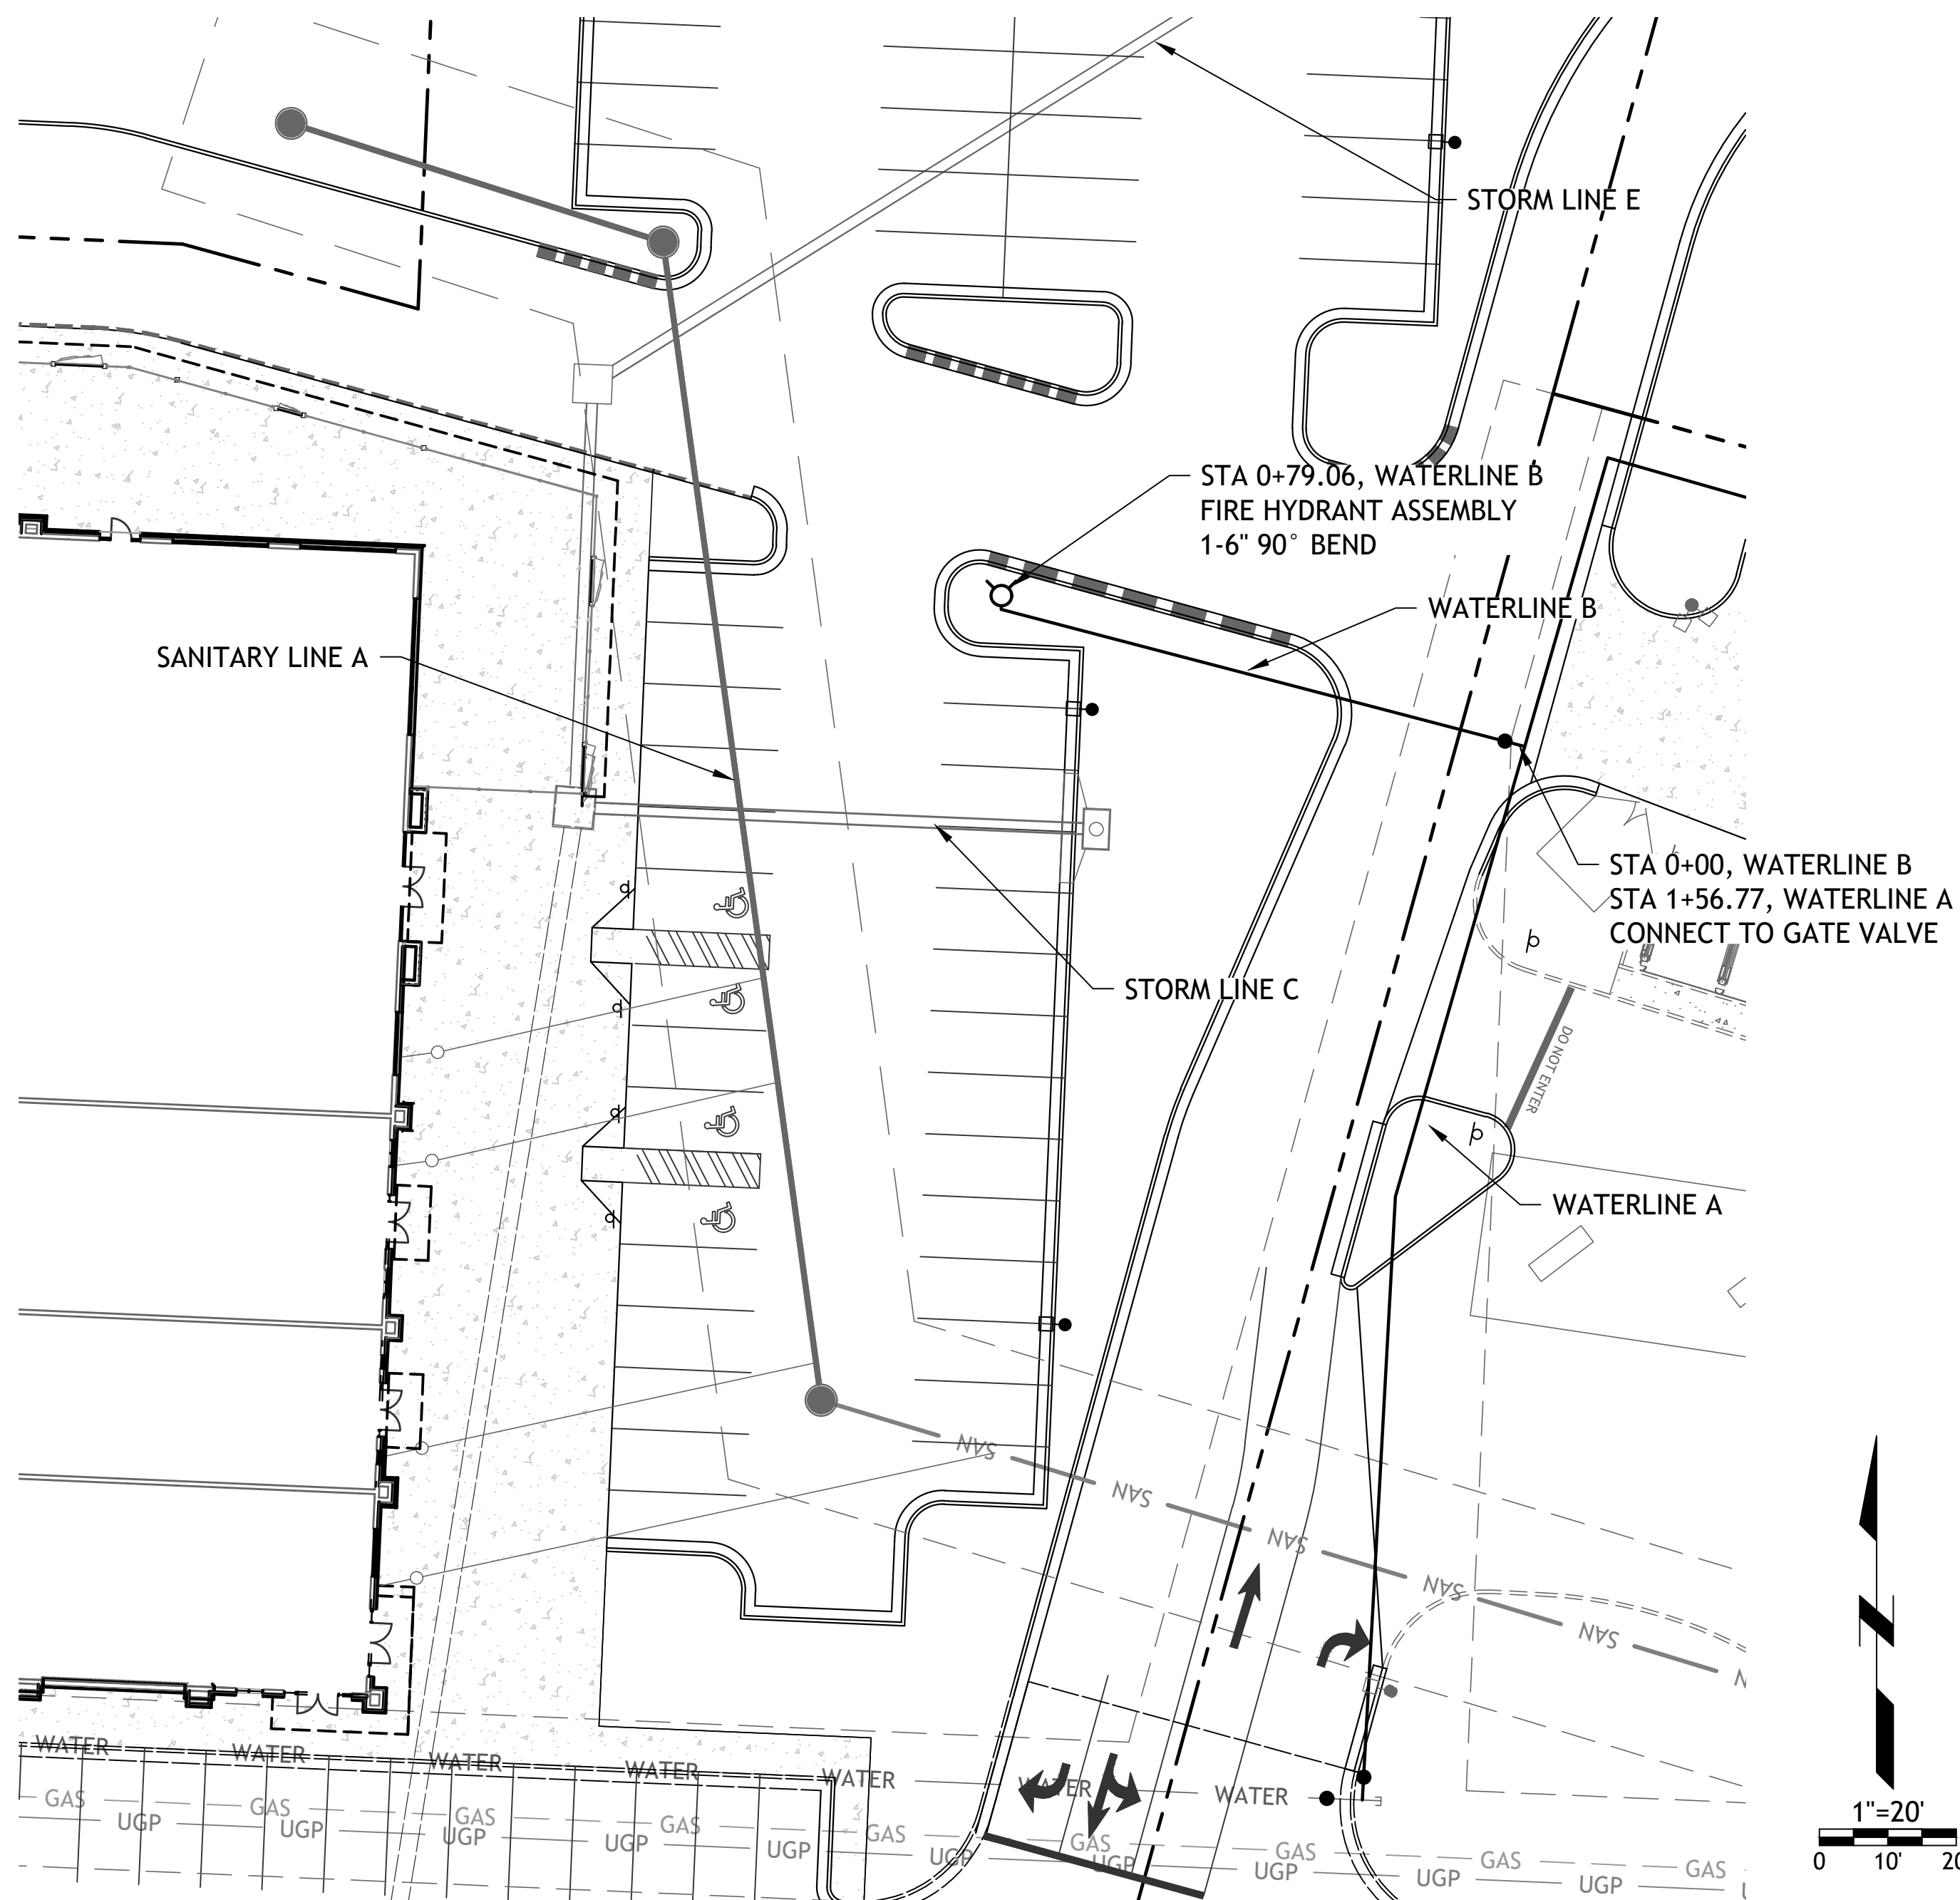 STORM LINE E
STA 0+79.06, WATERLINE B
FIRE HYDRANT ASSEMBLY
1-6" 90° BEND
WATERLINE B
SANITARY LINE A
STA 0+00, WATERLINE B
STA 1+56.77, WATERLINE A
CONNECT TO GATE VALVE
STORM LINE C
DO NOT ENTER
WATERLINE A
SAN
SAN
SAN
SAN
SAN
WATER
WATER
WATER
WATER
WATER
WATER
WATER
GAS
GAS
GAS
GAS
GAS
GAS
GAS
GAS
GAS
UGP
UGP
UGP
UGP
UGP
UGP
UGP
UGP
UGP
UGP
1"=20'
0 10' 20